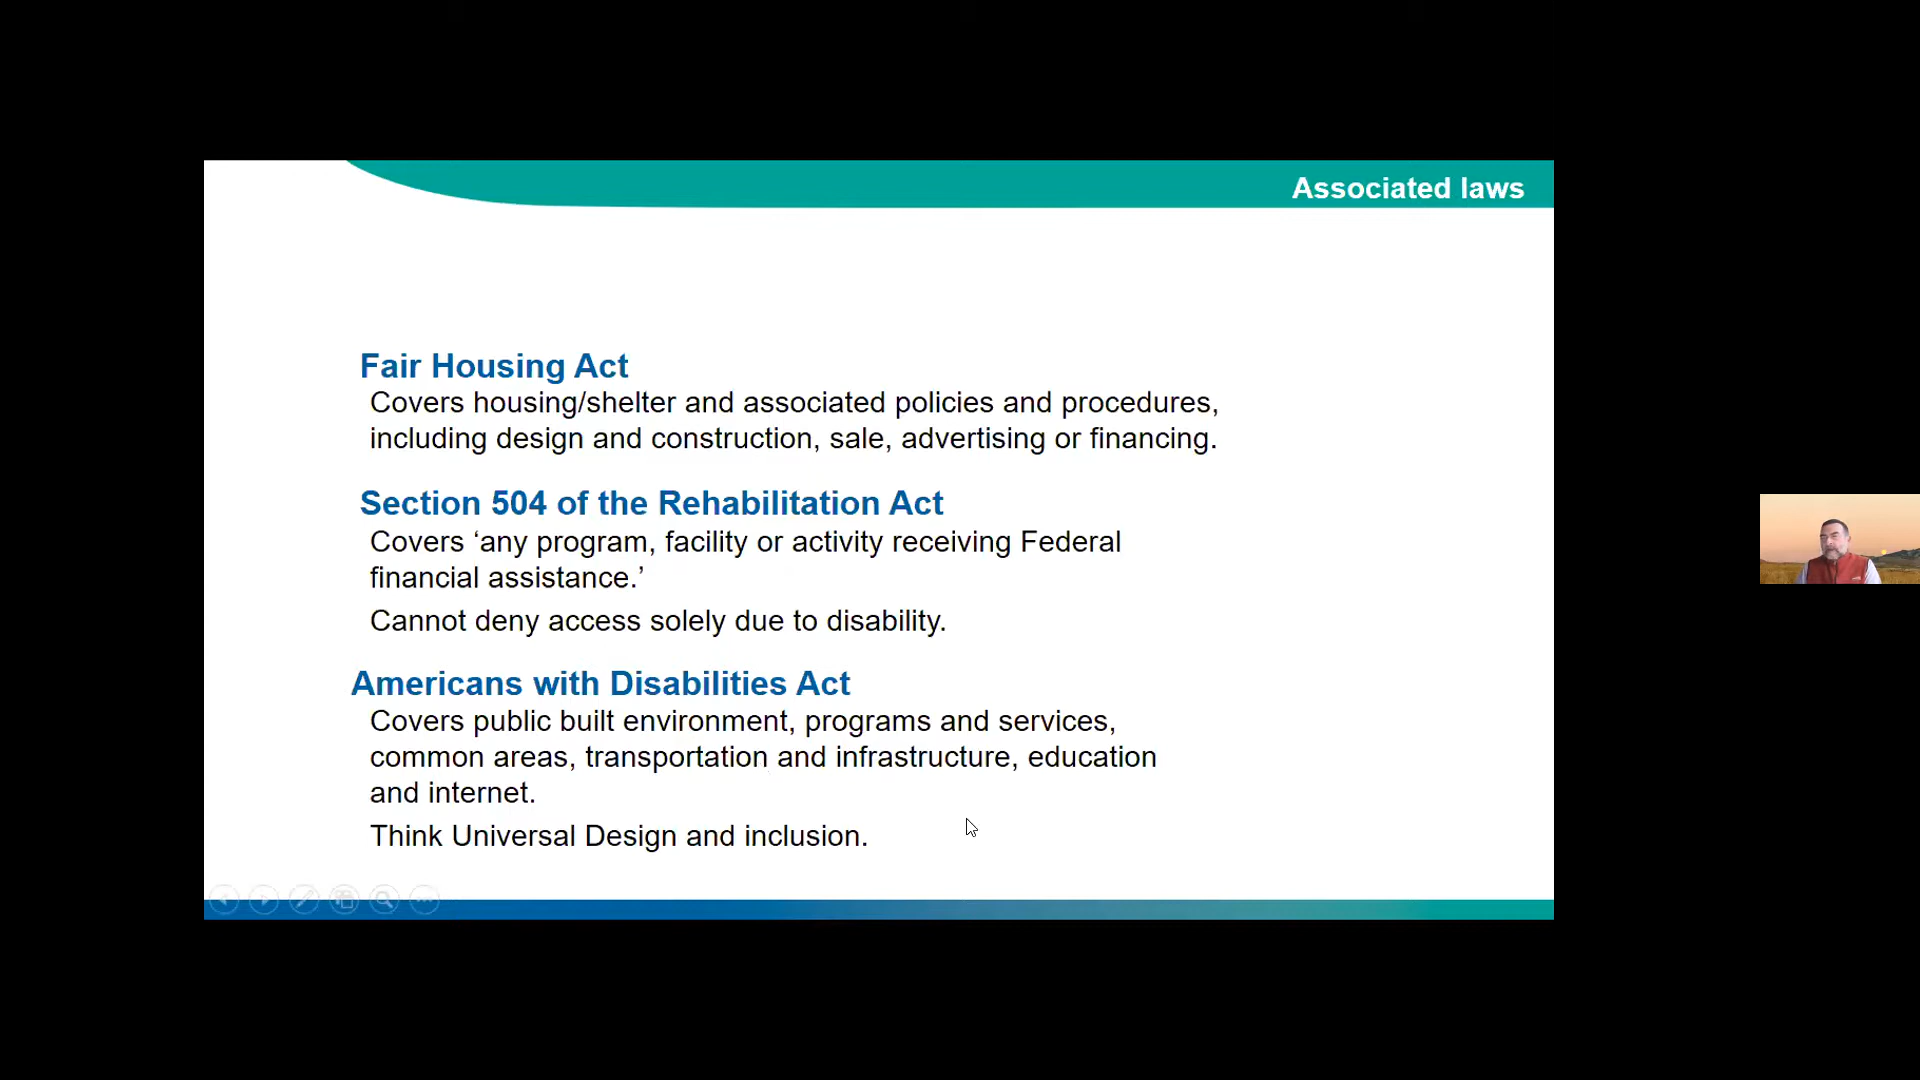 Associated laws
Fair Housing Act
Covers housing/shelter and associated policies and procedures,
including design and construction, sale, advertising or financing.
Section 504 of the Rehabilitation Act
Covers ‘any program, facility or activity receiving Federal
financial assistance.’
Cannot deny access solely due to disability.
Americans with Disabilities Act
Covers public built environment, programs and services,
common areas, transportation and infrastructure, education
and internet.
Think Universal Design and inclusion.